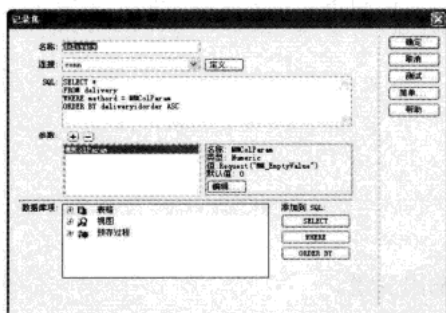 记录集
名称:
确定
连接: conn
定义...
取消
SQL: SELECT *
FROM delivery
WHERE methord = MMColParam
ORDER BY deliveryidorder ASC
测试
简单...
帮助
参数:
名称: MMColParam
类型: Numeric
值 Request("MM_EmptyValue")
默认值: 0
编辑...
数据库项:
表格
视图
预存过程
添加到 SQL:
SELECT
WHERE
ORDER BY